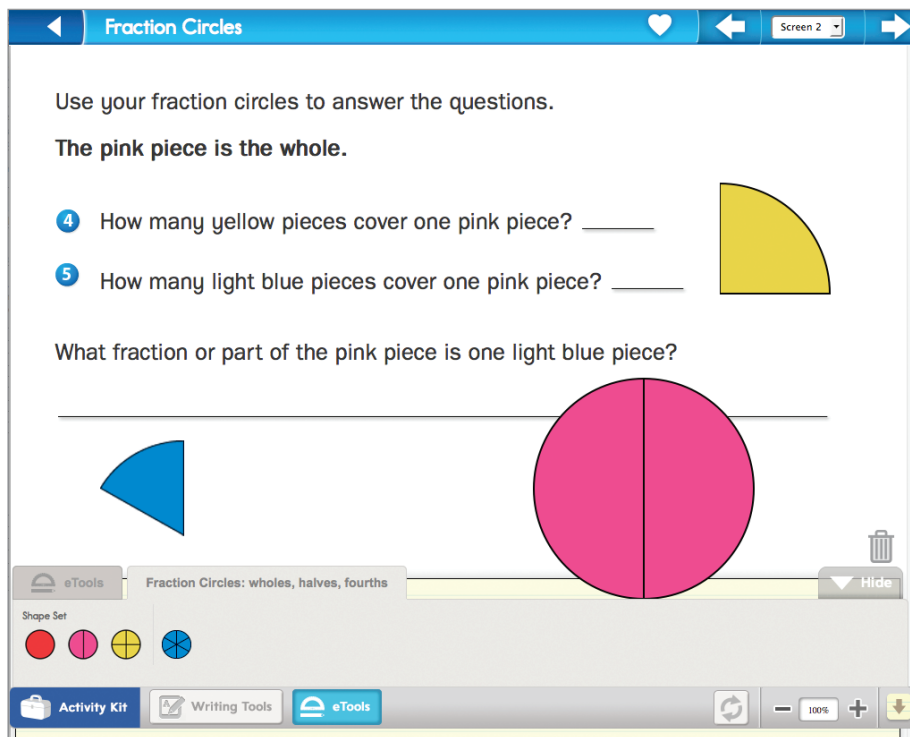 Fraction Circles
Screen 2
Use your fraction circles to answer the questions.
The pink piece is the whole.
4 How many yellow pieces cover one pink piece? ______
5 How many light blue pieces cover one pink piece? ______
What fraction or part of the pink piece is one light blue piece?
eTools
Fraction Circles: wholes, halves, fourths
Hide
Shape Set
Activity Kit
Writing Tools
eTools
100%